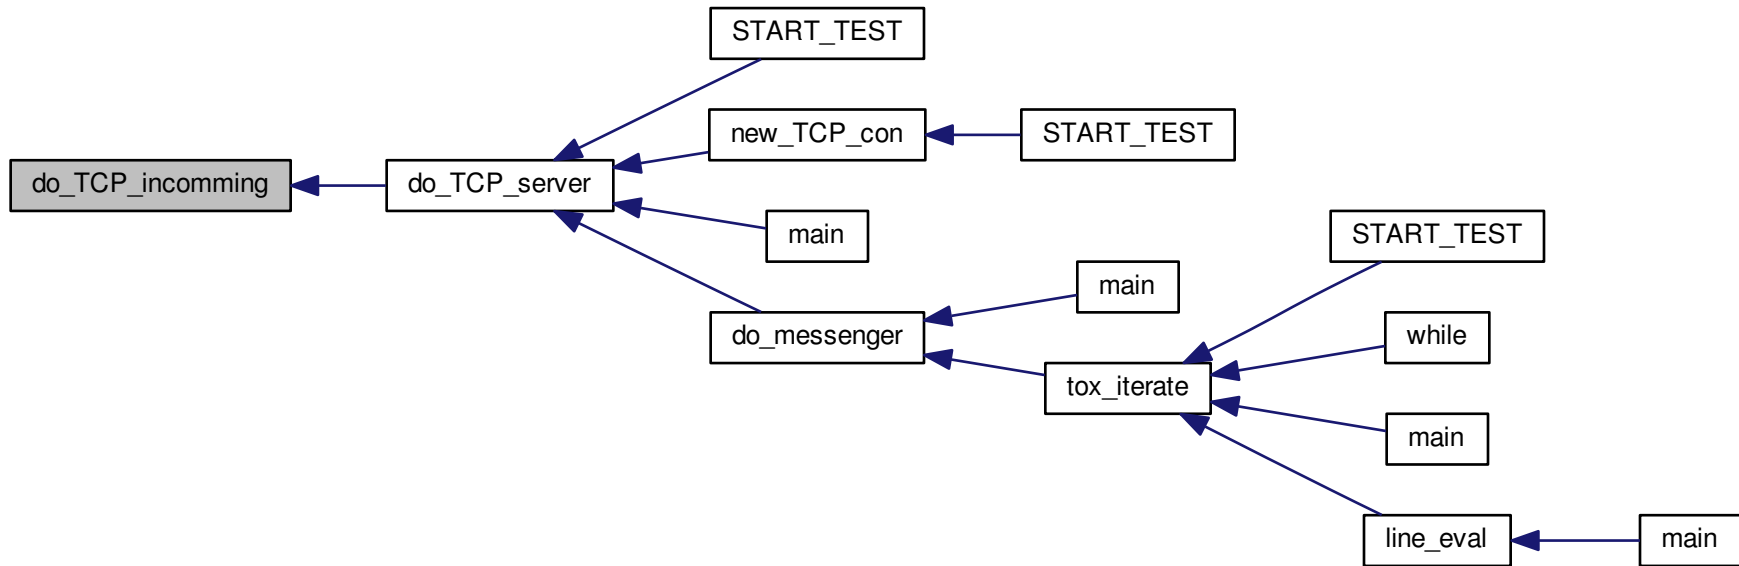 START_TEST
new_TCP_con
START_TEST
do_TCP_incomming
do_TCP_server
main
START_TEST
main
do_messenger
while
tox_iterate
main
line_eval
main